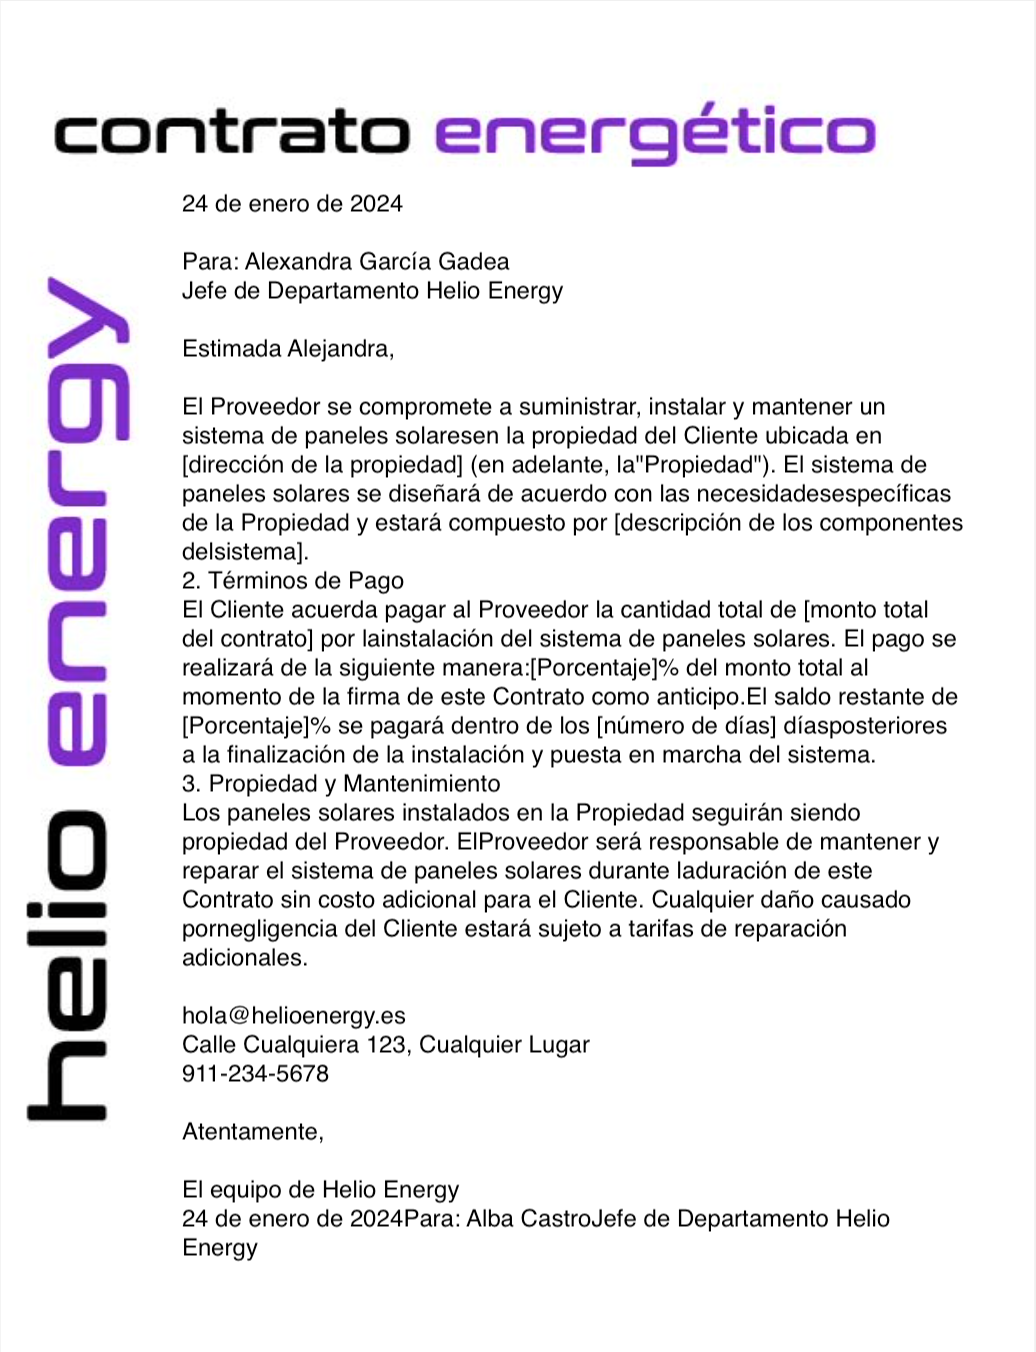 contrato energético
24 de enero de 2024
Para: Alexandra García Gadea
Jefe de Departamento Helio Energy
Estimada Alejandra,
El Proveedor se compromete a suministrar, instalar y mantener un
sistema de paneles solaresen la propiedad del Cliente ubicada en
[dirección de la propiedad] (en adelante, la"Propiedad"). El sistema de
paneles solares se diseñará de acuerdo con las necesidadesespecíficas
de la Propiedad y estará compuesto por [descripción de los componentes
delsistema].
2. Términos de Pago
El Cliente acuerda pagar al Proveedor la cantidad total de [monto total
del contrato] por lainstalación del sistema de paneles solares. El pago se
realizará de la siguiente manera:[Porcentaje]% del monto total al
momento de la firma de este Contrato como anticipo.El saldo restante de
[Porcentaje]% se pagará dentro de los [número de días] díasposteriores
a la finalización de la instalación y puesta en marcha del sistema.
3. Propiedad y Mantenimiento
Los paneles solares instalados en la Propiedad seguirán siendo
propiedad del Proveedor. ElProveedor será responsable de mantener y
reparar el sistema de paneles solares durante laduración de este
Contrato sin costo adicional para el Cliente. Cualquier daño causado
pornegligencia del Cliente estará sujeto a tarifas de reparación
adicionales.
hola@helioenergy.es
Calle Cualquiera 123, Cualquier Lugar
911-234-5678
Atentamente,
El equipo de Helio Energy
24 de enero de 2024Para: Alba CastroJefe de Departamento Helio
Energy
helio energy